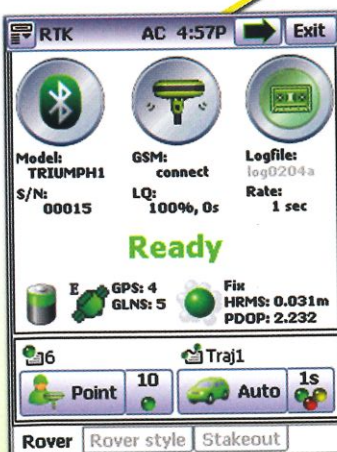 RTK AC 4:57P Exit
Model: TRIUMPH1
GSM: connect
Logfile: log0204a
S/N: 00015
LQ: 100%, 0s
Rate: 1 sec
Ready
E GPS: 4
GLNS: 5
Fix
HRMS: 0.031m
PDOP: 2.232
16 Traj1
Point 10 Auto 1s
Rover Rover style Stakeout